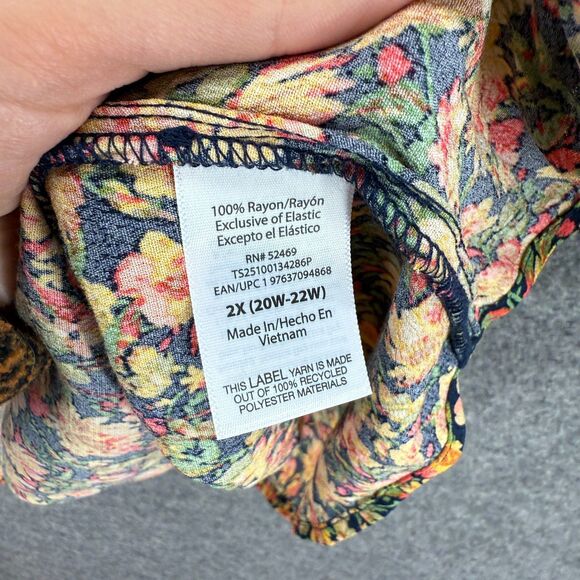 100% Rayon/Rayón
Exclusive of Elastic
Excepto el Elástico
RN# 52469
TS25100134286P
EAN/UPC 1 97637094868
2X (20W-22W)
Made In/Hecho En
Vietnam
THIS LABEL YARN IS MADE
OUT OF 100% RECYCLED
POLYESTER MATERIALS